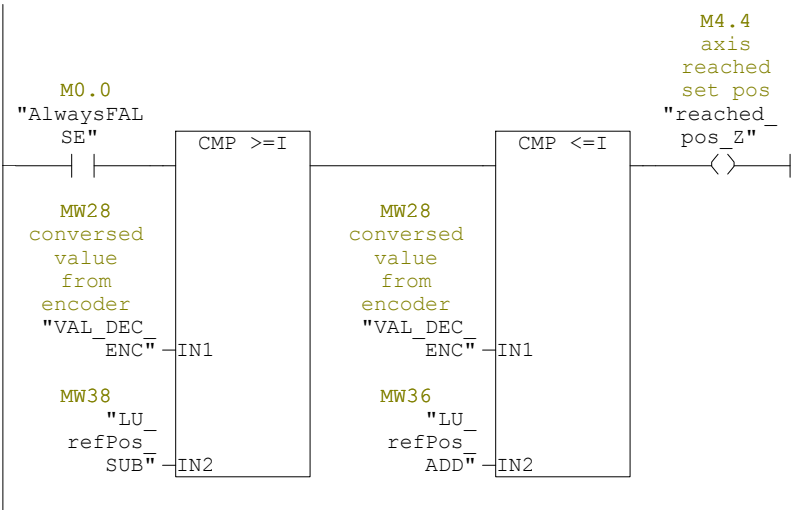 M4.4
axis
reached
set pos
"reached_
pos_Z"
M0.0
"AlwaysFAL
SE"
CMP >=I
CMP <=I
MW28
conversed
value
from
encoder
"VAL_DEC_
ENC"
IN1
MW28
conversed
value
from
encoder
"VAL_DEC_
ENC"
IN1
MW38
"LU_
refPos_
SUB"
IN2
MW36
"LU_
refPos_
ADD"
IN2